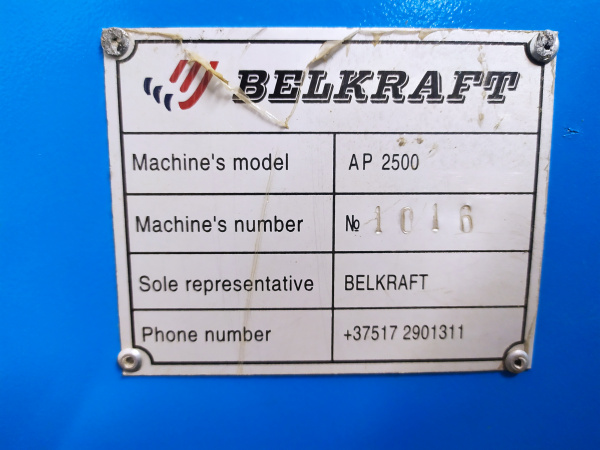 BELKRAFT
Machine's model AP 2500
Machine's number № 1016
Sole representative BELKRAFT
Phone number +37517 2901311